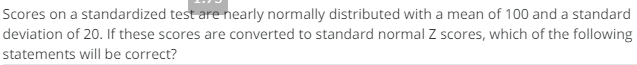 Scores on a standardized test are nearly normally distributed with a mean of 100 and a standard
deviation of 20. If these scores are converted to standard normal Z scores, which of the following
statements will be correct?